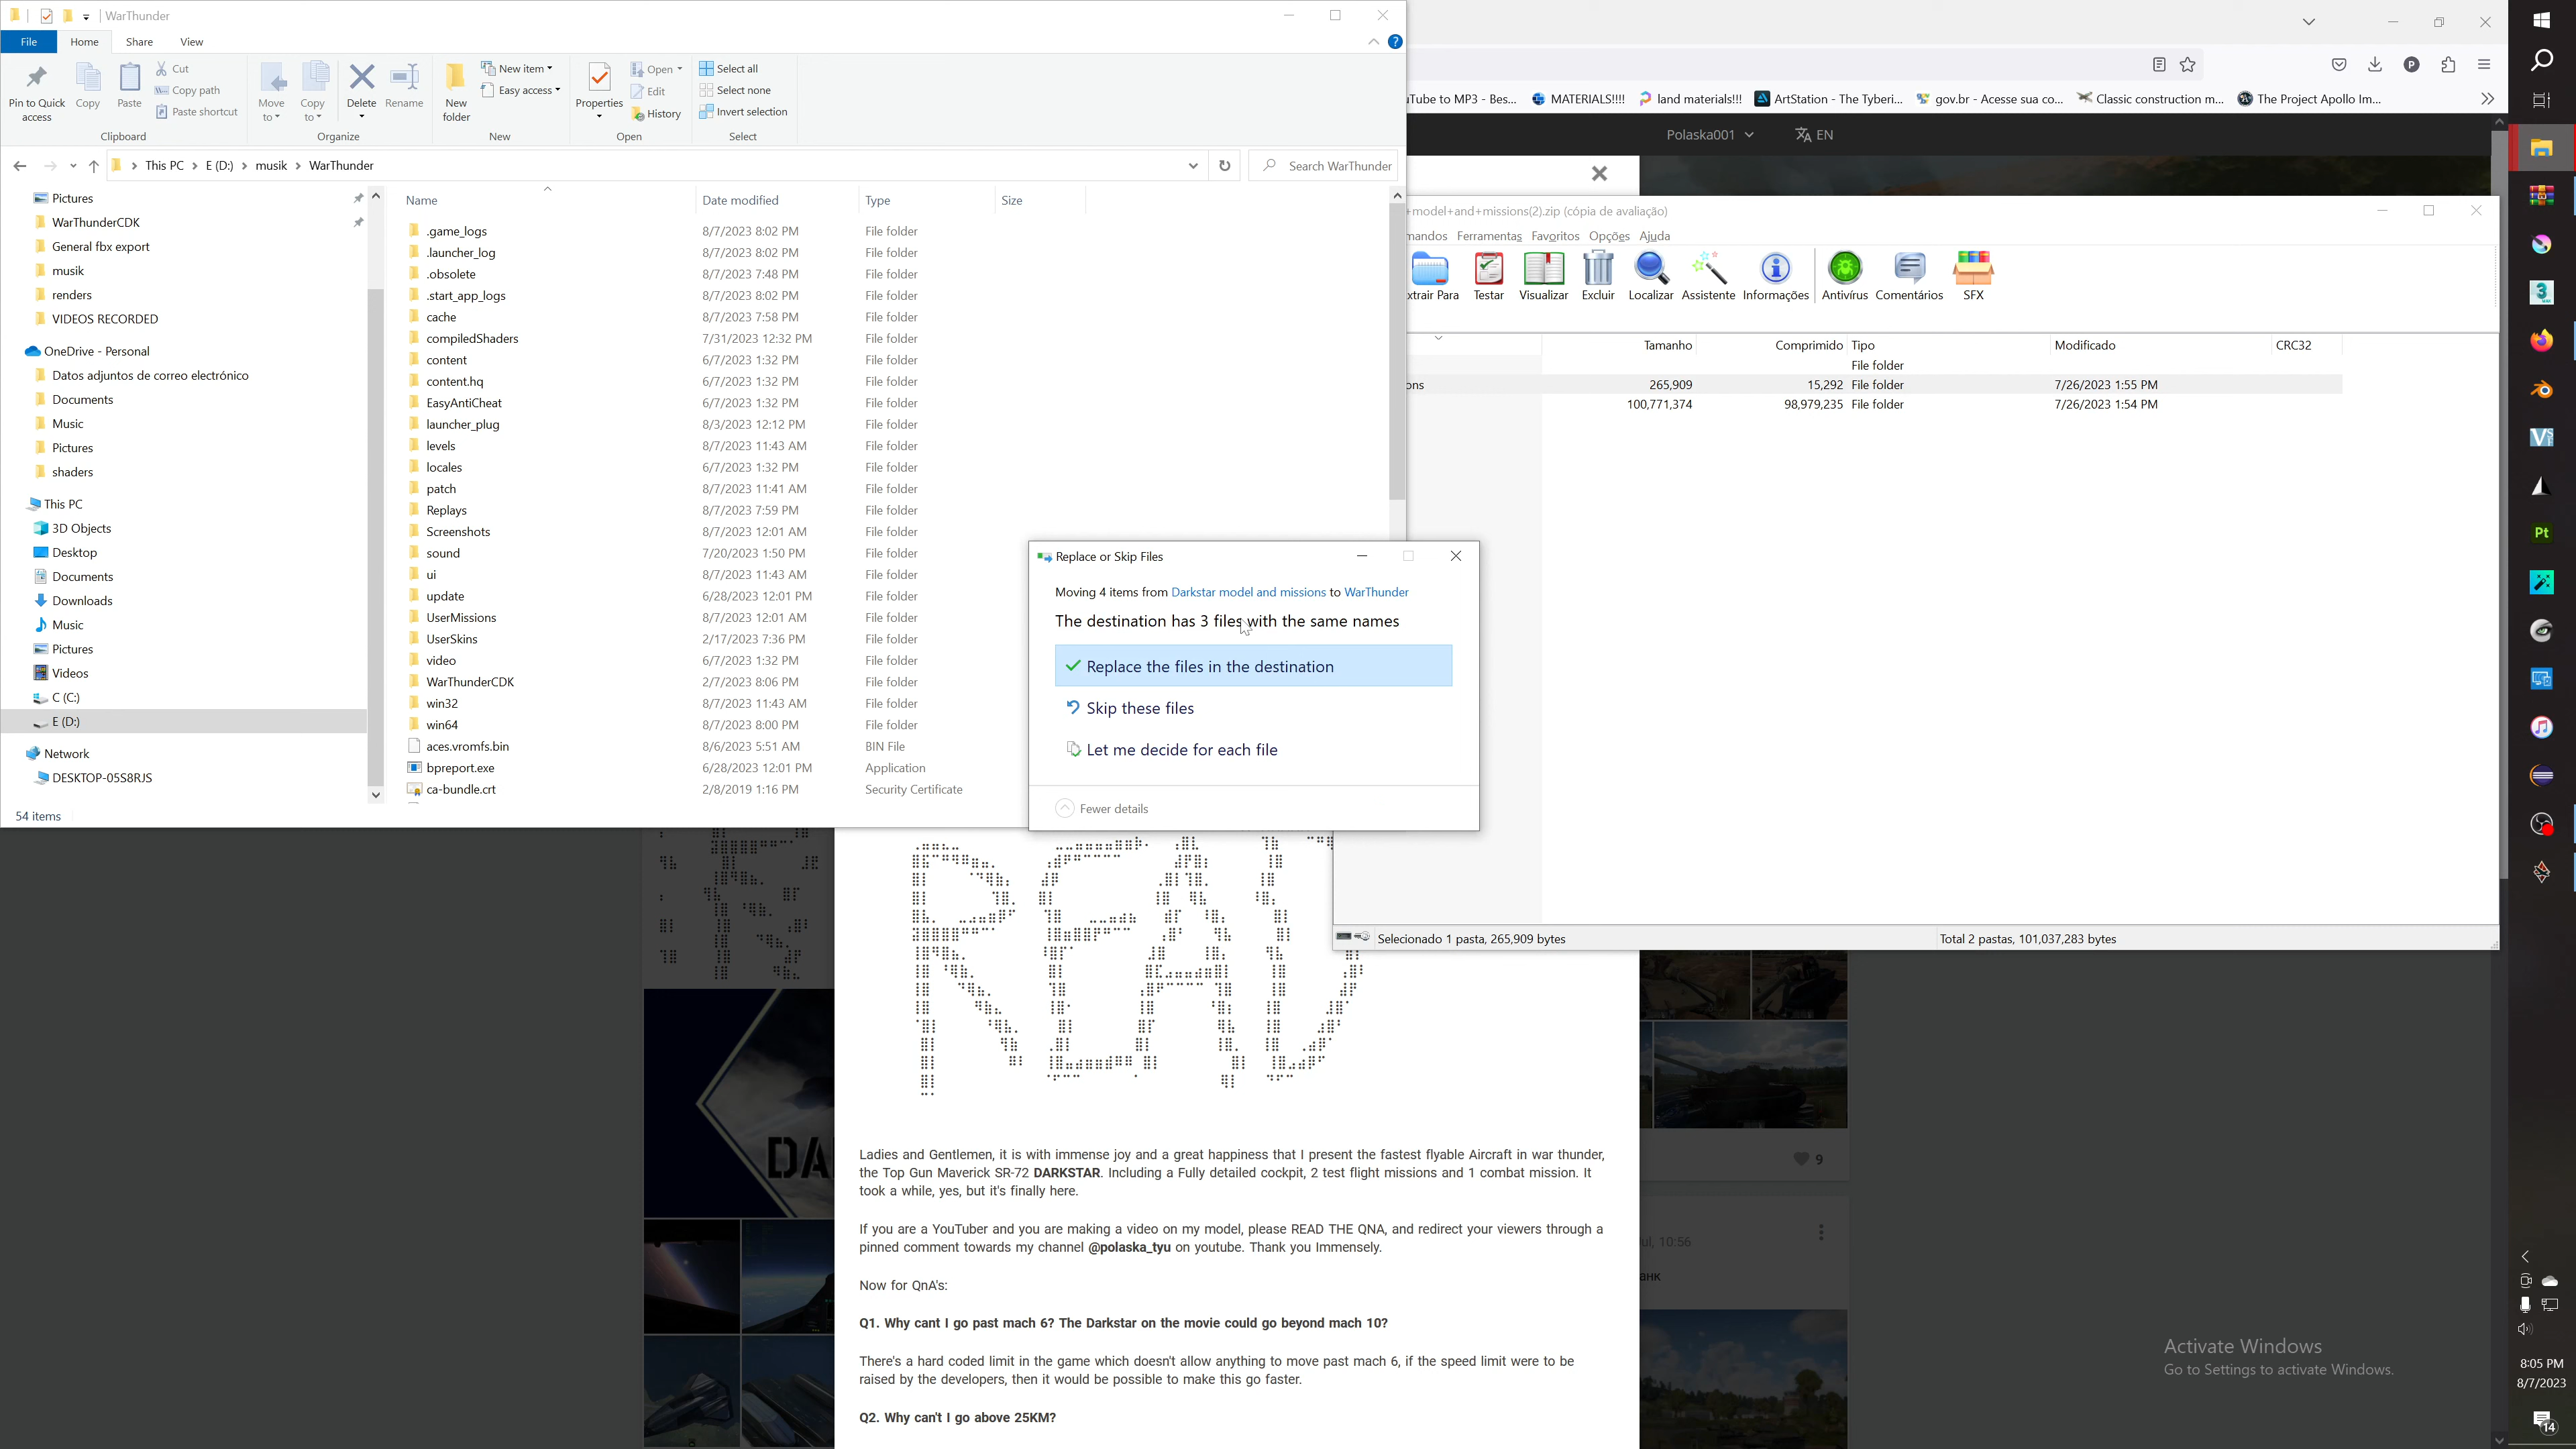 WarThunder
File
Home
Share
View
Pin to Quick access
Copy
Paste
Cut
Copy path
Paste shortcut
Move to
Copy to
Delete
Rename
New folder
New item
Easy access
Properties
Open
Edit
History
Select all
Select none
Invert selection
Clipboard
Organize
New
Open
Select
This PC
E (D:)
musik
WarThunder
Search WarThunder
Pictures
WarThunderCDK
General fbx export
musik
renders
VIDEOS RECORDED
OneDrive - Personal
Datos adjuntos de correo electrónico
Documents
Music
Pictures
shaders
This PC
3D Objects
Desktop
Documents
Downloads
Music
Pictures
Videos
C (C:)
E (D:)
Network
DESKTOP-05S8RJS
54 items
Name Date modified Type Size
.game_logs 8/7/2023 8:02 PM File folder
.launcher_log 8/7/2023 8:02 PM File folder
.obsolete 8/7/2023 7:48 PM File folder
.start_app_logs 8/7/2023 8:02 PM File folder
cache 8/7/2023 7:58 PM File folder
compiledShaders 7/31/2023 12:32 PM File folder
content 6/7/2023 1:32 PM File folder
content.hq 6/7/2023 1:32 PM File folder
EasyAntiCheat 6/7/2023 1:32 PM File folder
launcher_plug 8/3/2023 12:12 PM File folder
levels 8/7/2023 11:43 AM File folder
locales 6/7/2023 1:32 PM File folder
patch 8/7/2023 11:41 AM File folder
Replays 8/7/2023 7:59 PM File folder
Screenshots 8/7/2023 12:01 AM File folder
sound 7/20/2023 1:50 PM File folder
ui 8/7/2023 11:43 AM File folder
update 6/28/2023 12:01 PM File folder
UserMissions 8/7/2023 12:01 AM File folder
UserSkins 2/17/2023 7:36 PM File folder
video 6/7/2023 1:32 PM File folder
WarThunderCDK 2/7/2023 8:06 PM File folder
win32 8/7/2023 11:43 AM File folder
win64 8/7/2023 8:00 PM File folder
aces.vromfs.bin 8/6/2023 5:51 AM BIN File
bpreport.exe 6/28/2023 12:01 PM Application
ca-bundle.crt 2/8/2019 1:16 PM Security Certificate
Replace or Skip Files
Moving 4 items from Darkstar model and missions to WarThunder
The destination has 3 files with the same names
Replace the files in the destination
Skip these files
Let me decide for each file
Fewer details
uTube to MP3 - Bes...
MATERIALS!!!!
land materials!!!
ArtStation - The Tyberi...
gov.br - Acesse sua co...
Classic construction m...
The Project Apollo Im...
Polaska001
EN
+model+and+missions(2).zip (cópia de avaliação)
mandos Ferramentas Favoritos Opções Ajuda
xtrair Para
Testar
Visualizar
Excluir
Localizar
Assistente
Informações
Antivírus
Comentários
SFX
Tamanho Comprimido Tipo Modificado CRC32
File folder
ons 265,909 15,292 File folder 7/26/2023 1:55 PM
100,771,374 98,979,235 File folder 7/26/2023 1:54 PM
Selecionado 1 pasta, 265,909 bytes
Total 2 pastas, 101,037,283 bytes
READ
DA
Ladies and Gentlemen, it is with immense joy and a great happiness that I present the fastest flyable Aircraft in war thunder,
the Top Gun Maverick SR-72 DARKSTAR. Including a Fully detailed cockpit, 2 test flight missions and 1 combat mission. It
took a while, yes, but it's finally here.
If you are a YouTuber and you are making a video on my model, please READ THE QNA, and redirect your viewers through a
pinned comment towards my channel @polaska_tyu on youtube. Thank you Immensely.
Now for QnA's:
Q1. Why cant I go past mach 6? The Darkstar on the movie could go beyond mach 10?
There's a hard coded limit in the game which doesn't allow anything to move past mach 6, if the speed limit were to be
raised by the developers, then it would be possible to make this go faster.
Q2. Why can't I go above 25KM?
9
ul, 10:56
анк
Activate Windows
Go to Settings to activate Windows.
Pt
8:05 PM
8/7/2023
14